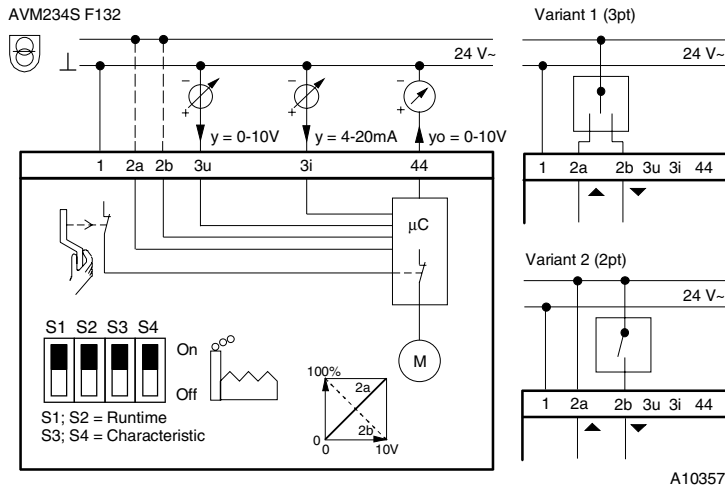 AVM234S F132
24 V~
y = 0-10V
y = 4-20mA
yo = 0-10V
1 2a 2b 3u 3i 44
µC
M
S1 S2 S3 S4
On
Off
S1; S2 = Runtime
S3; S4 = Characteristic
100%
2a
2b
0
0 10V
Variant 1 (3pt)
24 V~
1 2a 2b 3u 3i 44
Variant 2 (2pt)
24 V~
1 2a 2b 3u 3i 44
A10357